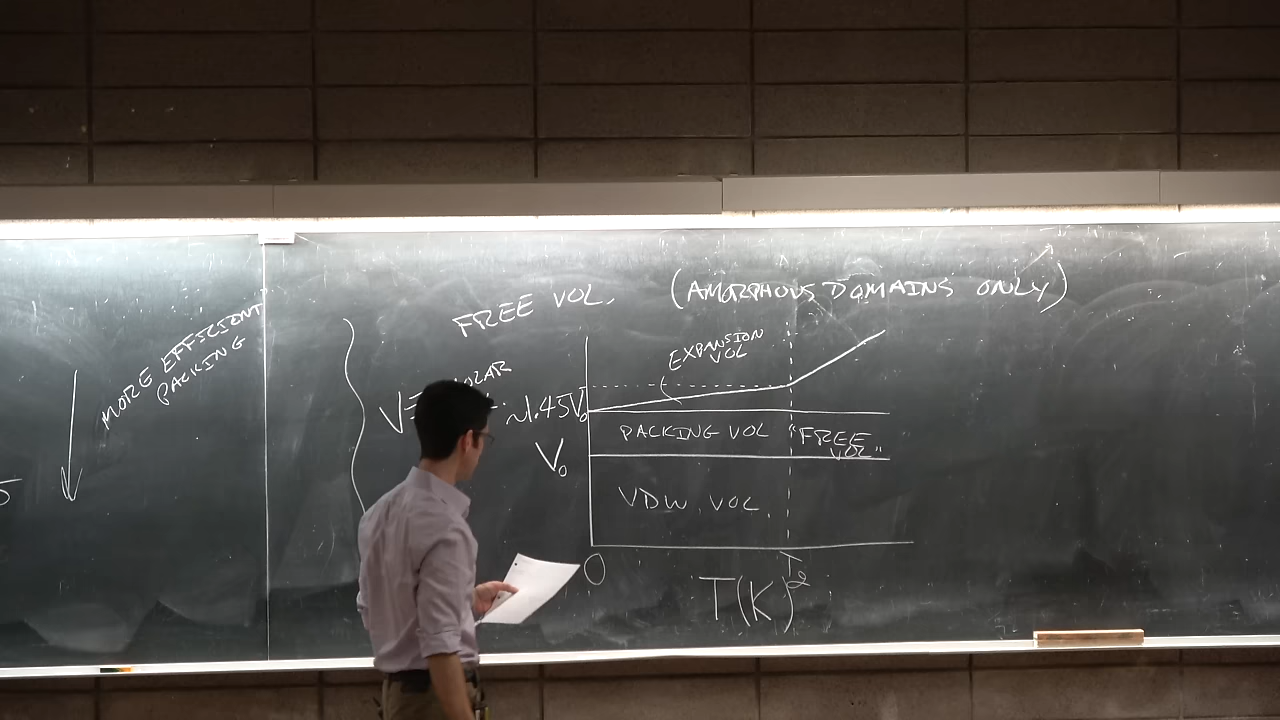 MORE EFFICIENT
PACKING
FREE VOL.
(AMORPHOUS DOMAINS ONLY)
EXPANSION
VOL
V≡
~1.45V₀
PACKING VOL
"FREE
VOL"
V₀
VDW. VOL.
0
T(K)
Tg